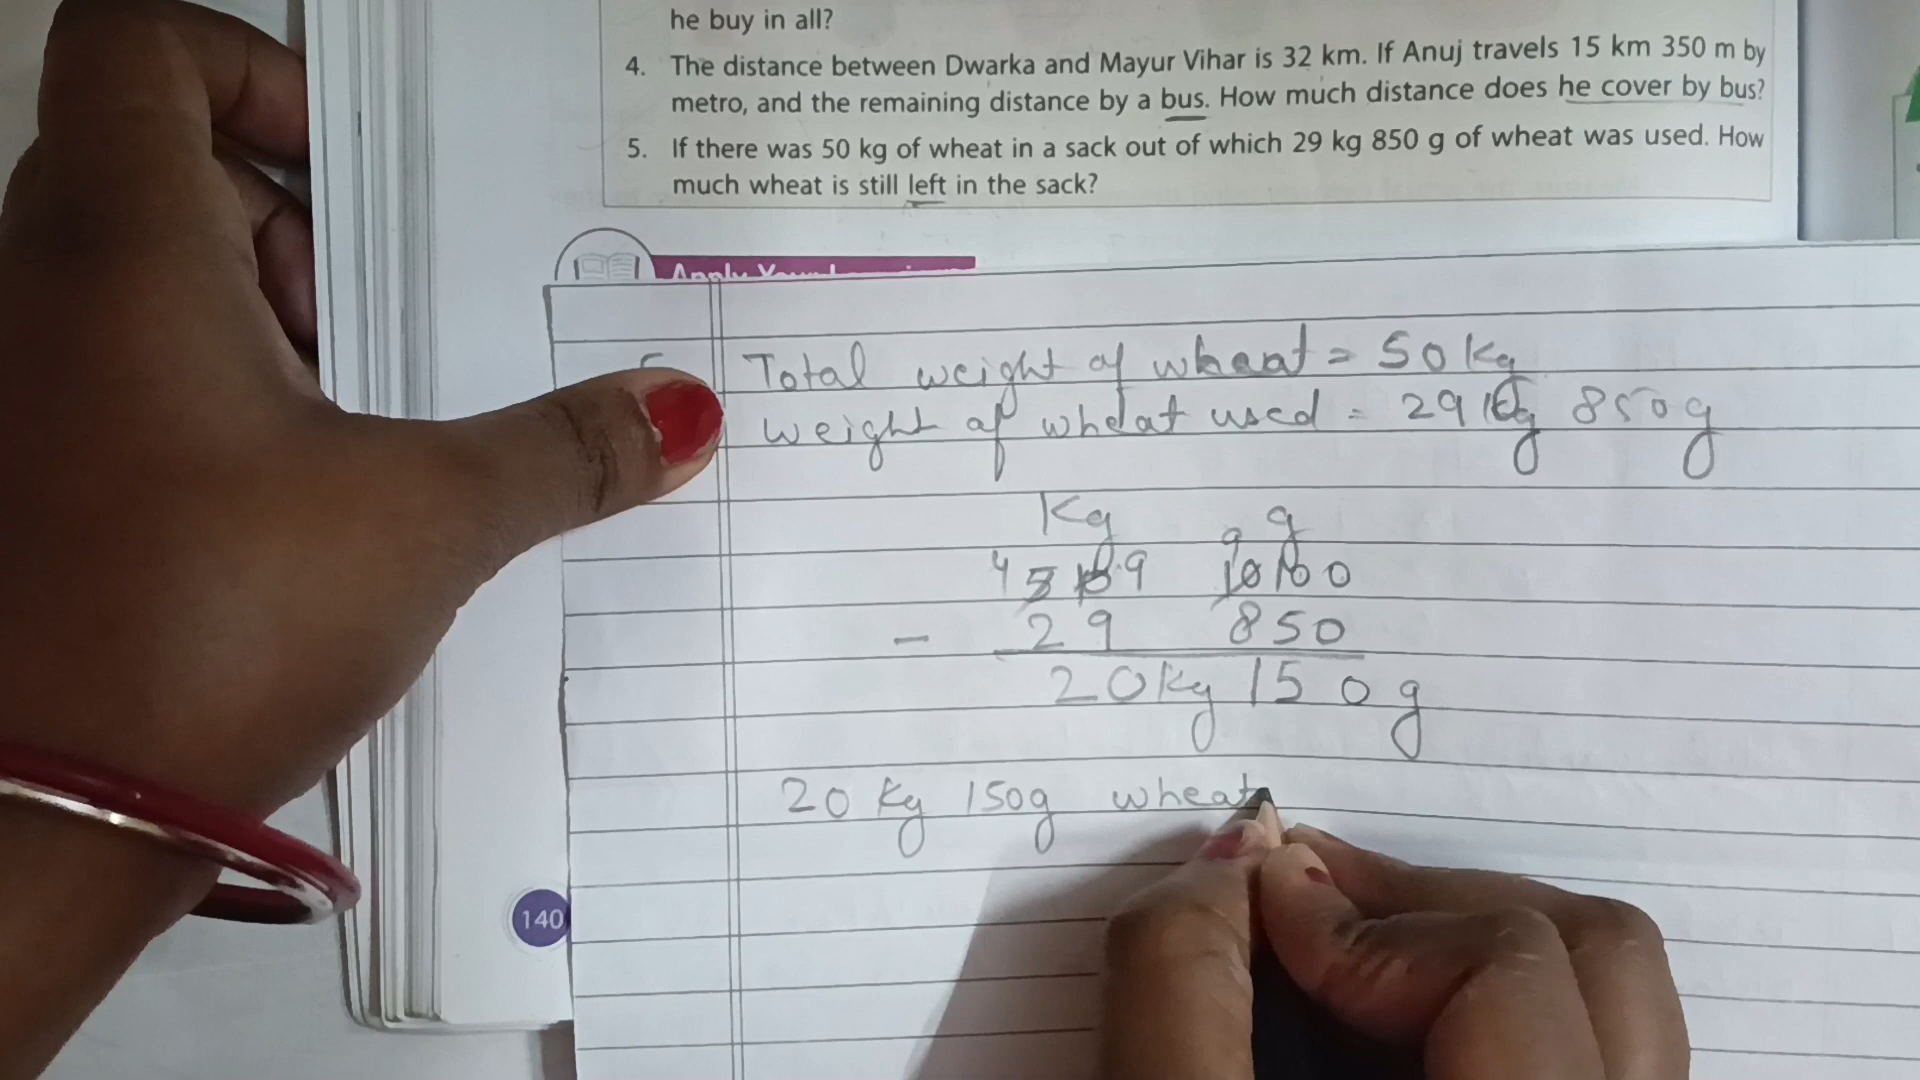 he buy in all?
4. The distance between Dwarka and Mayur Vihar is 32 km. If Anuj travels 15 km 350 m by
metro, and the remaining distance by a bus. How much distance does he cover by bus?
5. If there was 50 kg of wheat in a sack out of which 29 kg 850 g of wheat was used. How
much wheat is still left in the sack?
Apply Your
Total weight of wheat = 50 Kg
weight of wheat used = 29 Kg 850g
Kg g
- 29 850
20Kg 150 g
20 Kg 150g wheat
140